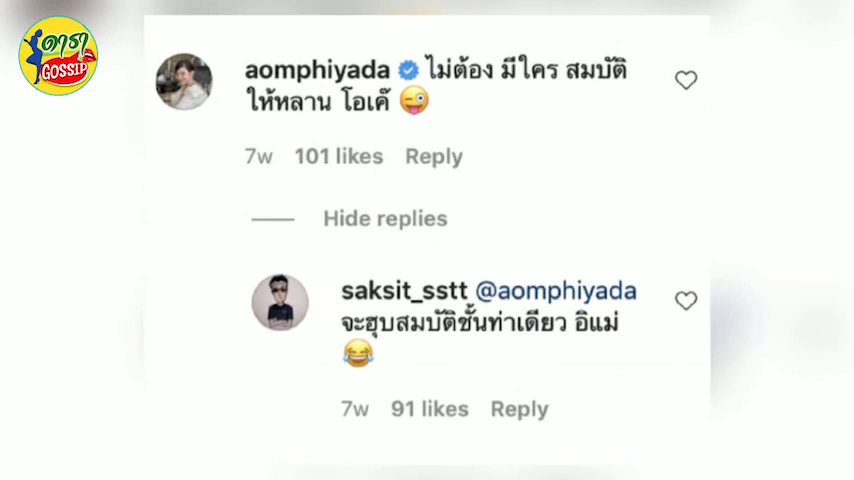 ดารา
GOSSIP
aomphiyada ไม่ต้อง มีใคร สมบัติ
ให้หลาน โอเค๊ 😜
7w 101 likes Reply
Hide replies
saksit_sstt @aomphiyada
จะฮุบสมบัติชั้นท่าเดียว อิแม่
😂
7w 91 likes Reply